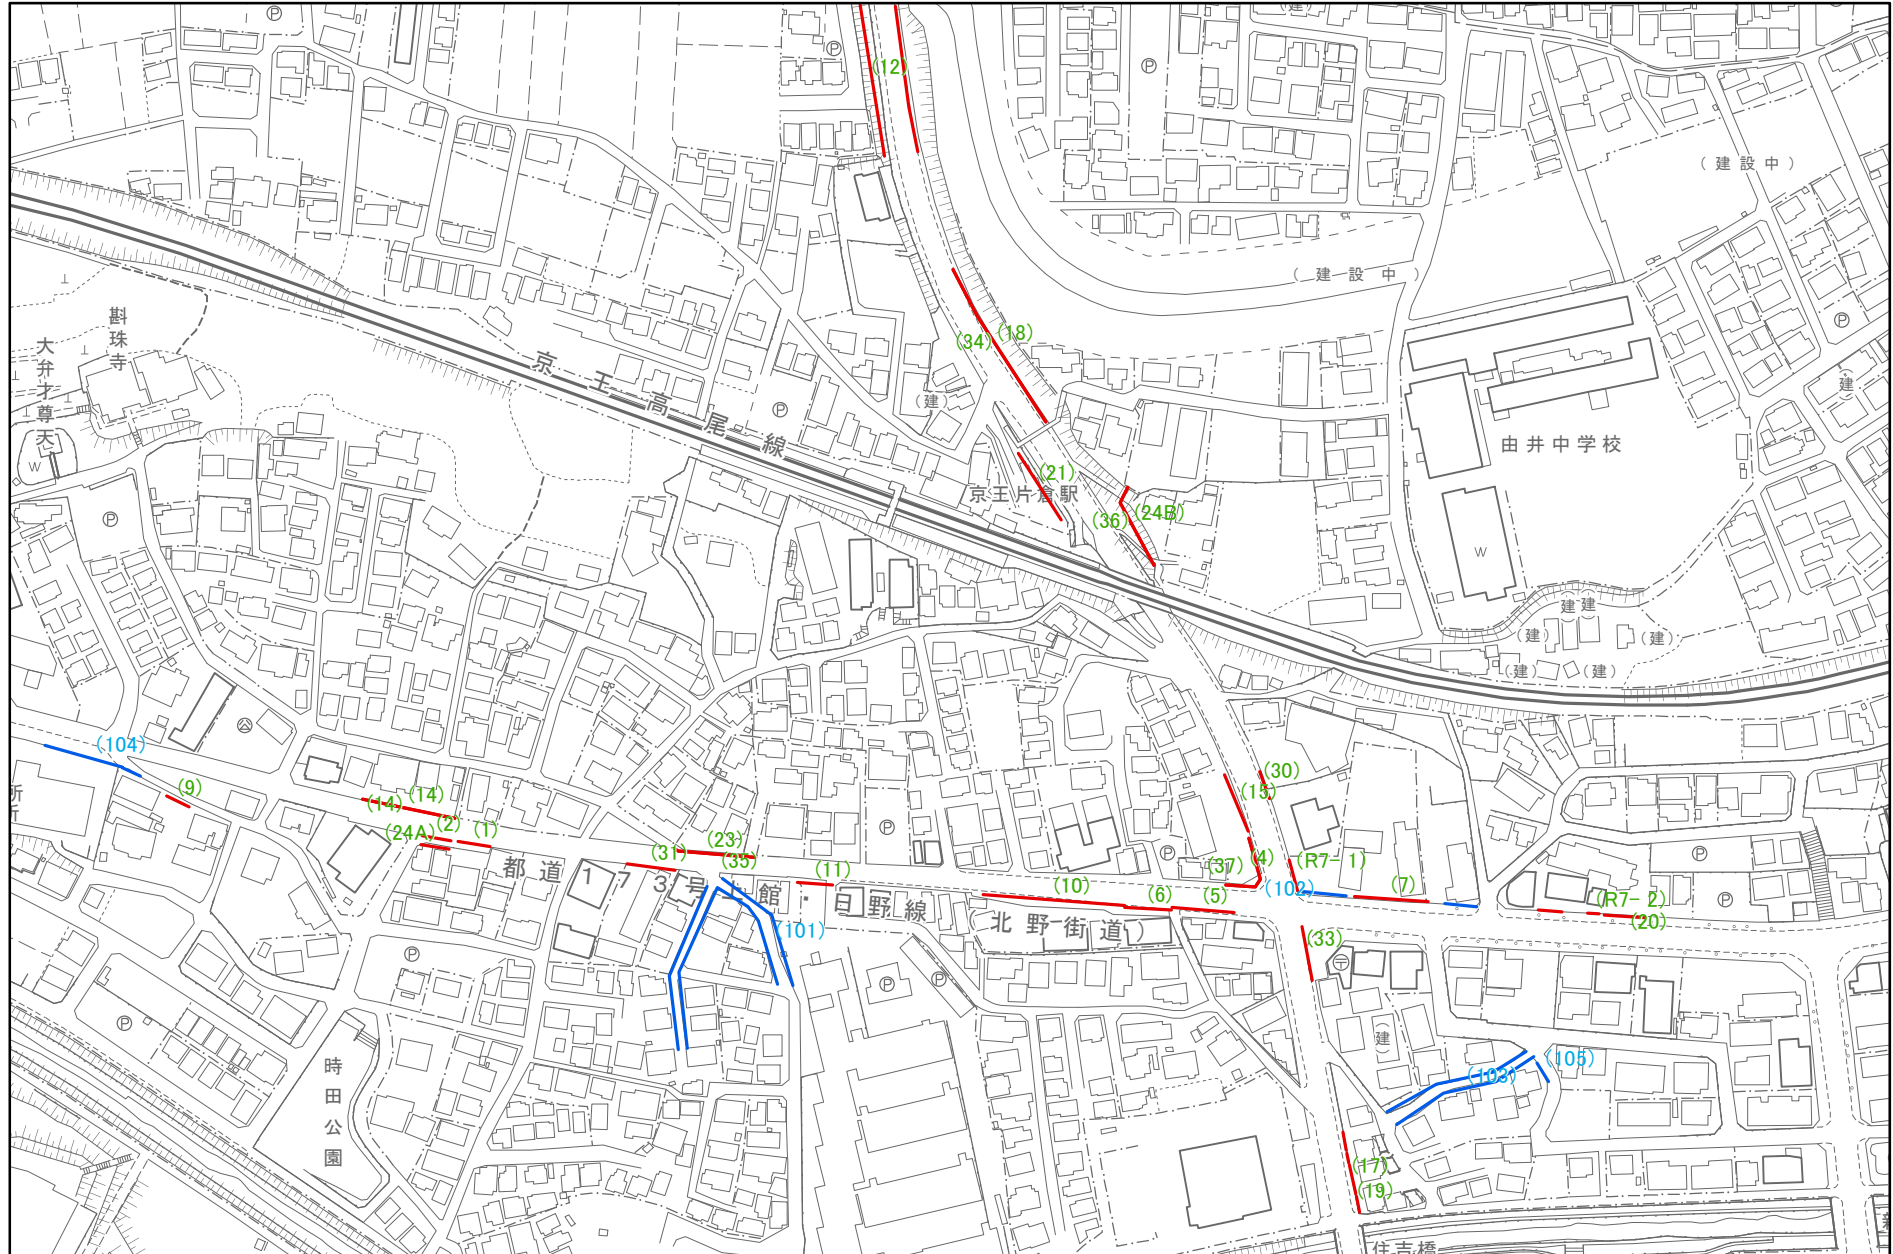 (12)
(建設中)
(建設中)
斟珠寺
大弁才尊天
W
(34)
(18)
京王高尾線
(建)
(建)
由井中学校
(21)
京王片倉駅
(36)
(24B)
W
(建)
(建)
(建)
(建)
(建)
(建)
(104)
(9)
(14)
(14)
(2)
(1)
(24A)
(30)
(15)
(23)
(35)
(31)
(4)
(37)
(R7-1)
(11)
(10)
(6)
(5)
(102)
(7)
(R7-2)
(20)
都道173号上館・日野線
(北野街道)
(101)
(33)
(建)
時田公園
(103)
(105)
(17)
(19)
住吉橋